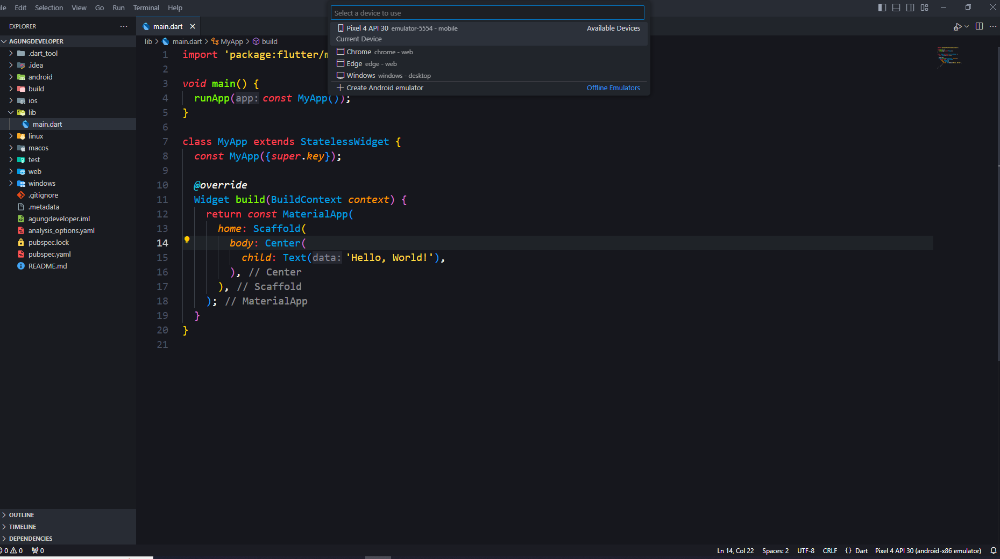 Edit Selection View Go Run Terminal Help
Select a device to use
Pixel 4 API 30 emulator-5554 - mobile Available Devices
Current Device
Chrome chrome - web
Edge edge - web
Windows windows - desktop
Create Android emulator Offline Emulators
EXPLORER
AGUNGDEVELOPER
.dart_tool
.idea
android
build
ios
lib
main.dart
linux
macos
test
web
windows
.gitignore
.metadata
agungdeveloper.iml
analysis_options.yaml
pubspec.lock
pubspec.yaml
README.md
OUTLINE
TIMELINE
DEPENDENCIES
main.dart
lib > main.dart > MyApp > build
1 import 'package:flutter/
2
3 void main() {
4 runApp(app: const MyApp());
5 }
6
7 class MyApp extends StatelessWidget {
8 const MyApp({super.key});
9
10 @override
11 Widget build(BuildContext context) {
12 return const MaterialApp(
13 home: Scaffold(
14 body: Center(
15 child: Text(data: 'Hello, World!'),
16 ), // Center
17 ), // Scaffold
18 ); // MaterialApp
19 }
20 }
21
0 0 0 Ln 14, Col 22 Spaces: 2 UTF-8 CRLF {} Dart Pixel 4 API 30 (android-x86 emulator)